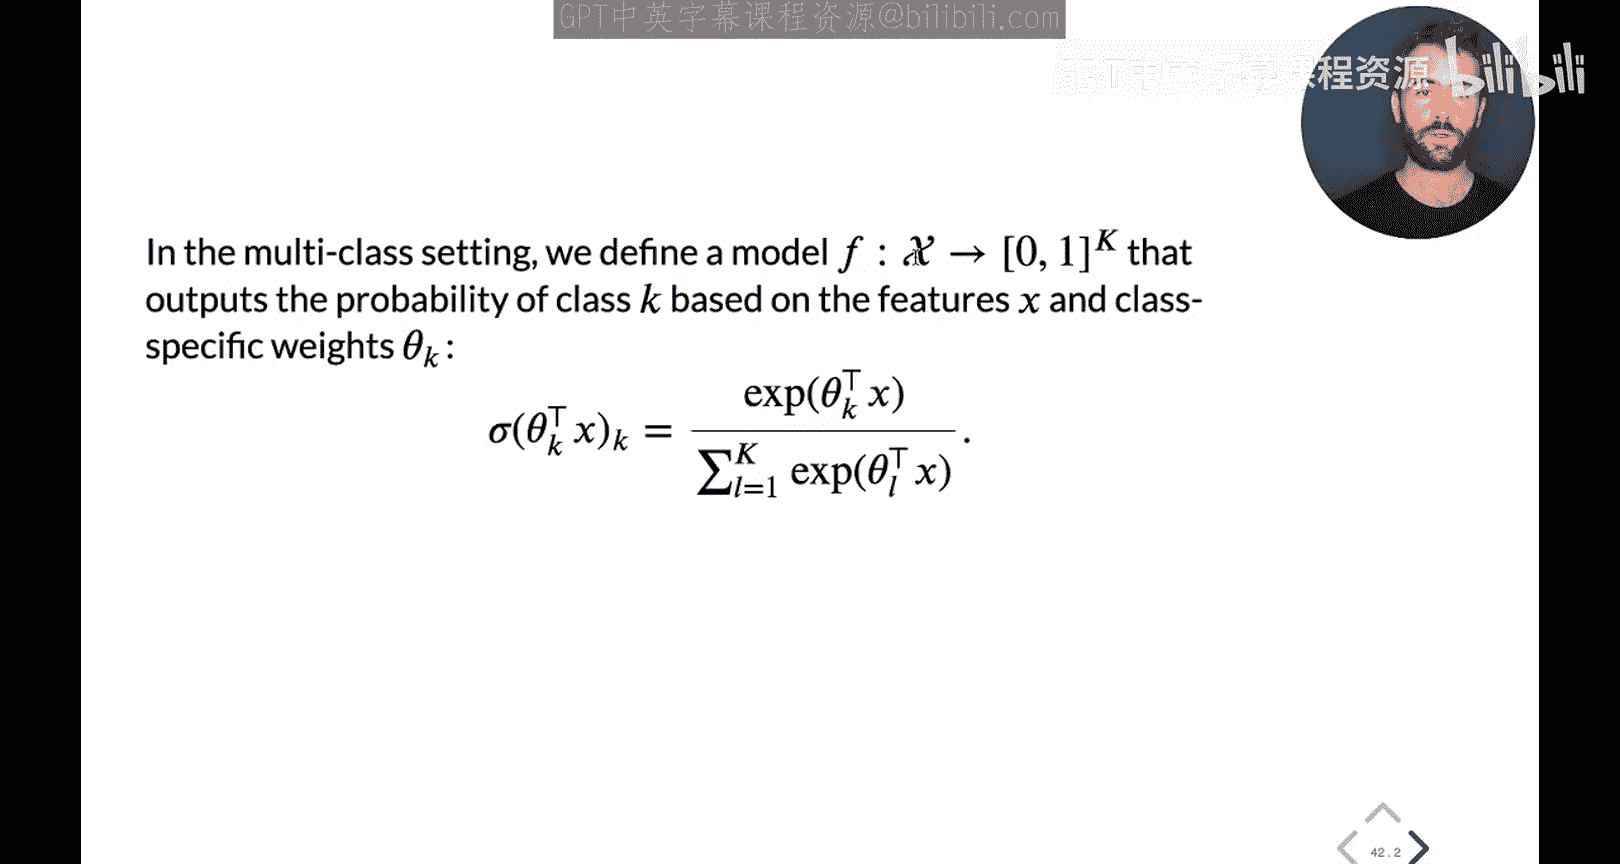 GPT中英字幕课程资源@bilibili.com
程资源 bilibili
In the multi-class setting, we define a model f : 𝒳 → [0, 1]^K that
outputs the probability of class k based on the features x and class-
specific weights θ_k:
σ(θ_k^⊤ x)_k = exp(θ_k^⊤ x) / ∑_{l=1}^K exp(θ_l^⊤ x).
42.2